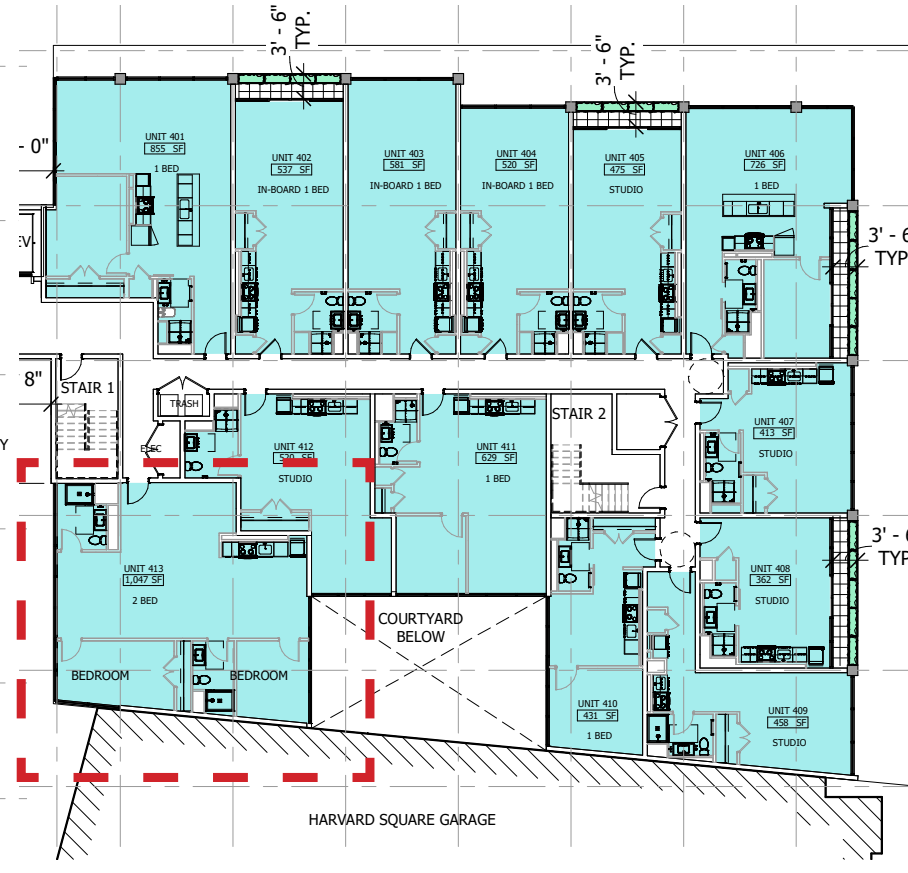 3' - 6"
TYP.
3' - 6"
TYP.
- 0"
UNIT 401
855 SF
1 BED
UNIT 402
537 SF
IN-BOARD 1 BED
UNIT 403
581 SF
IN-BOARD 1 BED
UNIT 404
520 SF
IN-BOARD 1 BED
UNIT 405
475 SF
STUDIO
UNIT 406
726 SF
1 BED
EV.
3' - 6
TYP
8"
STAIR 1
TRASH
ELEC
Y
UNIT 412
520 SF
STUDIO
UNIT 411
629 SF
1 BED
STAIR 2
UNIT 407
413 SF
STUDIO
3' - 6
TYP
UNIT 413
1,047 SF
2 BED
UNIT 408
362 SF
STUDIO
COURTYARD
BELOW
BEDROOM
BEDROOM
UNIT 410
431 SF
1 BED
UNIT 409
458 SF
STUDIO
HARVARD SQUARE GARAGE